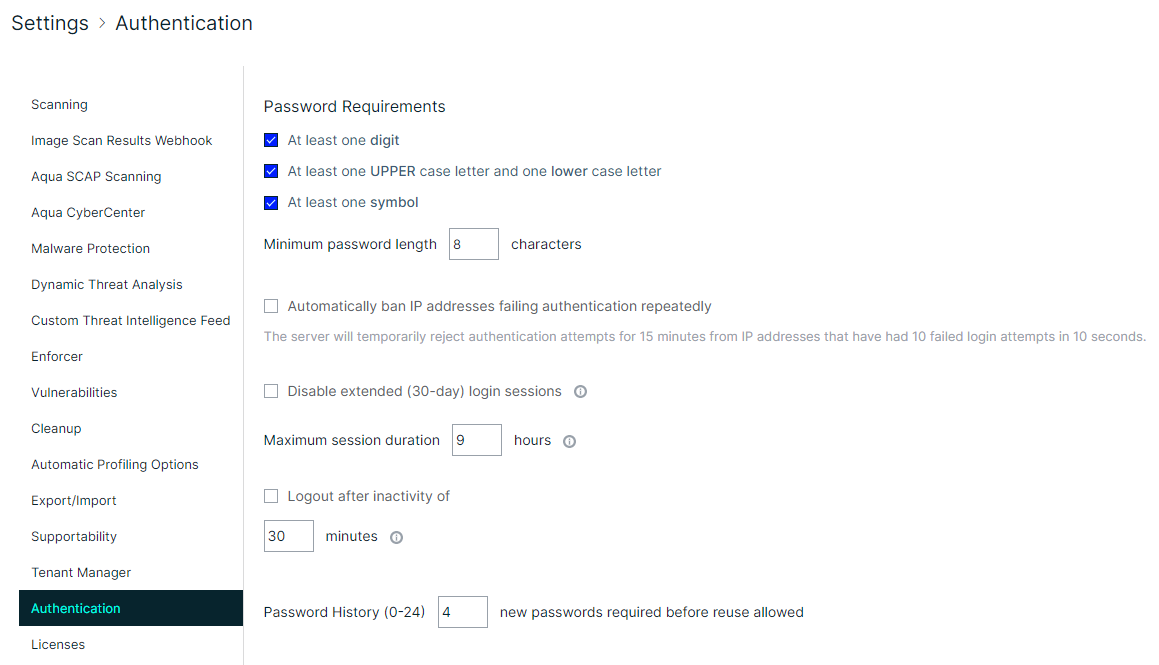 Settings > Authentication
Scanning
Image Scan Results Webhook
Aqua SCAP Scanning
Aqua CyberCenter
Malware Protection
Dynamic Threat Analysis
Custom Threat Intelligence Feed
Enforcer
Vulnerabilities
Cleanup
Automatic Profiling Options
Export/Import
Supportability
Tenant Manager
Authentication
Licenses
Password Requirements
At least one digit
At least one UPPER case letter and one lower case letter
At least one symbol
Minimum password length 8 characters
Automatically ban IP addresses failing authentication repeatedly
The server will temporarily reject authentication attempts for 15 minutes from IP addresses that have had 10 failed login attempts in 10 seconds.
Disable extended (30-day) login sessions
Maximum session duration 9 hours
Logout after inactivity of
30 minutes
Password History (0-24) 4 new passwords required before reuse allowed